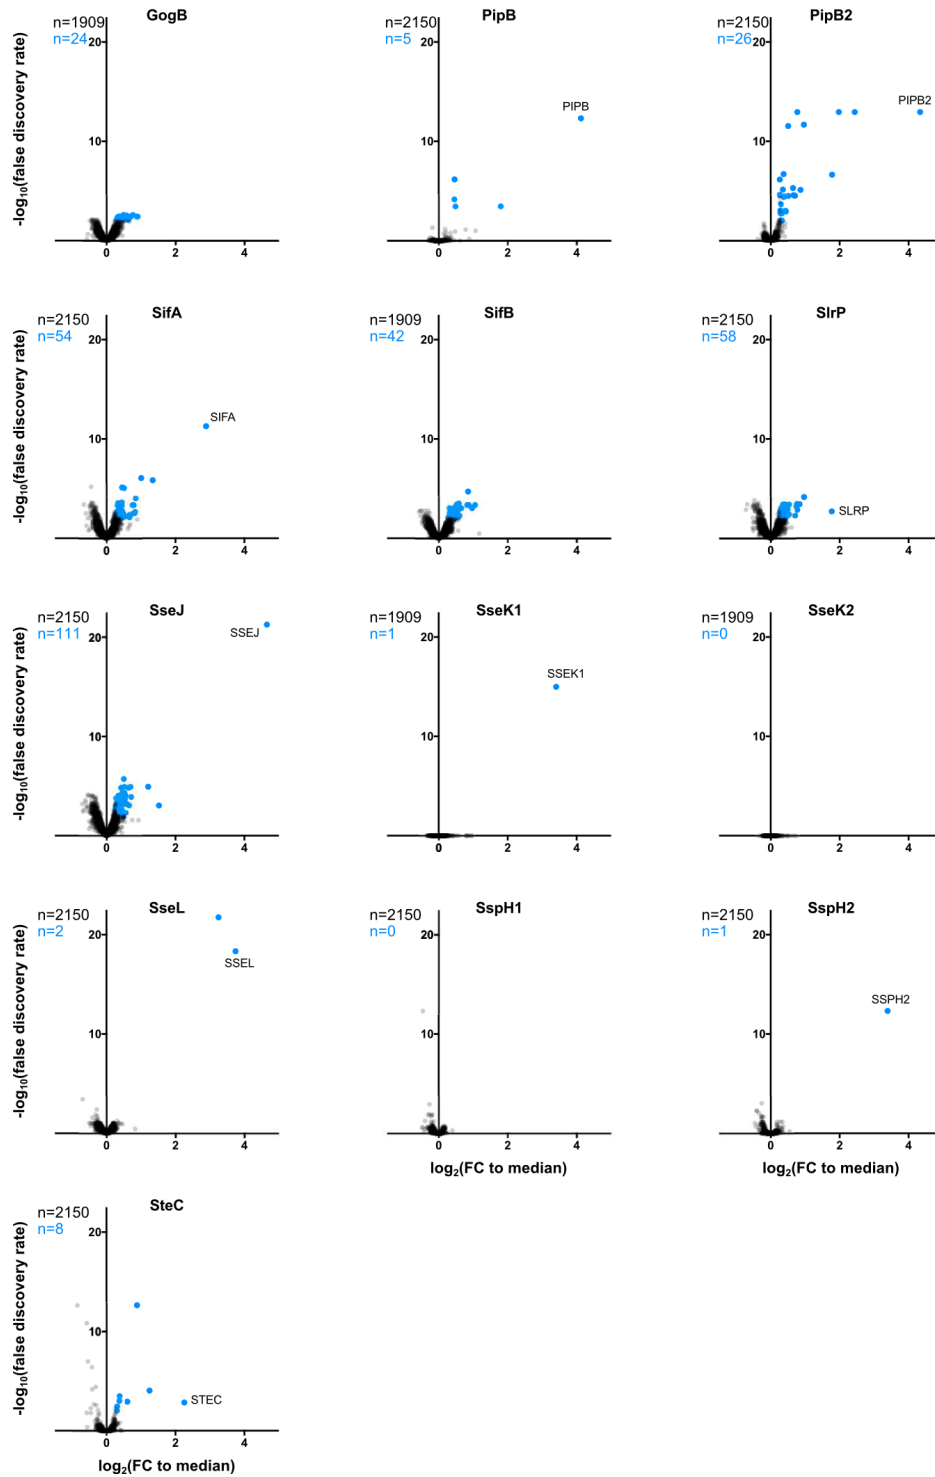 GogB
n=1909
n=24
20
10
0
2
4
-log10(false discovery rate)
PipB
n=2150
n=5
20
10
PIPB
0
2
4
PipB2
n=2150
n=26
20
10
PIPB2
0
2
4
SifA
n=2150
n=54
20
10
SIFA
0
2
4
-log10(false discovery rate)
SifB
n=1909
n=42
20
10
0
2
4
SlrP
n=2150
n=58
20
10
SLRP
0
2
4
SseJ
n=2150
n=111
20
10
SSEJ
0
2
4
-log10(false discovery rate)
SseK1
n=1909
n=1
20
10
SSEK1
0
2
4
SseK2
n=1909
n=0
20
10
0
2
4
SseL
n=2150
n=2
20
10
SSEL
0
2
4
-log10(false discovery rate)
SspH1
n=2150
n=0
20
10
0
2
4
log2(FC to median)
SspH2
n=2150
n=1
20
10
SSPH2
0
2
4
log2(FC to median)
SteC
n=2150
n=8
20
10
STEC
0
2
4
-log10(false discovery rate)
log2(FC to median)